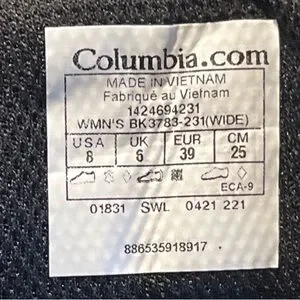 Columbia.com
MADE IN VIETNAM
Fabriqué au Vietnam
1424694231
WMN'S BK3783-231(WIDE)
USA UK EUR CM
8 6 39 25
ECA-9
01831 SWL 0421 221
886535918917